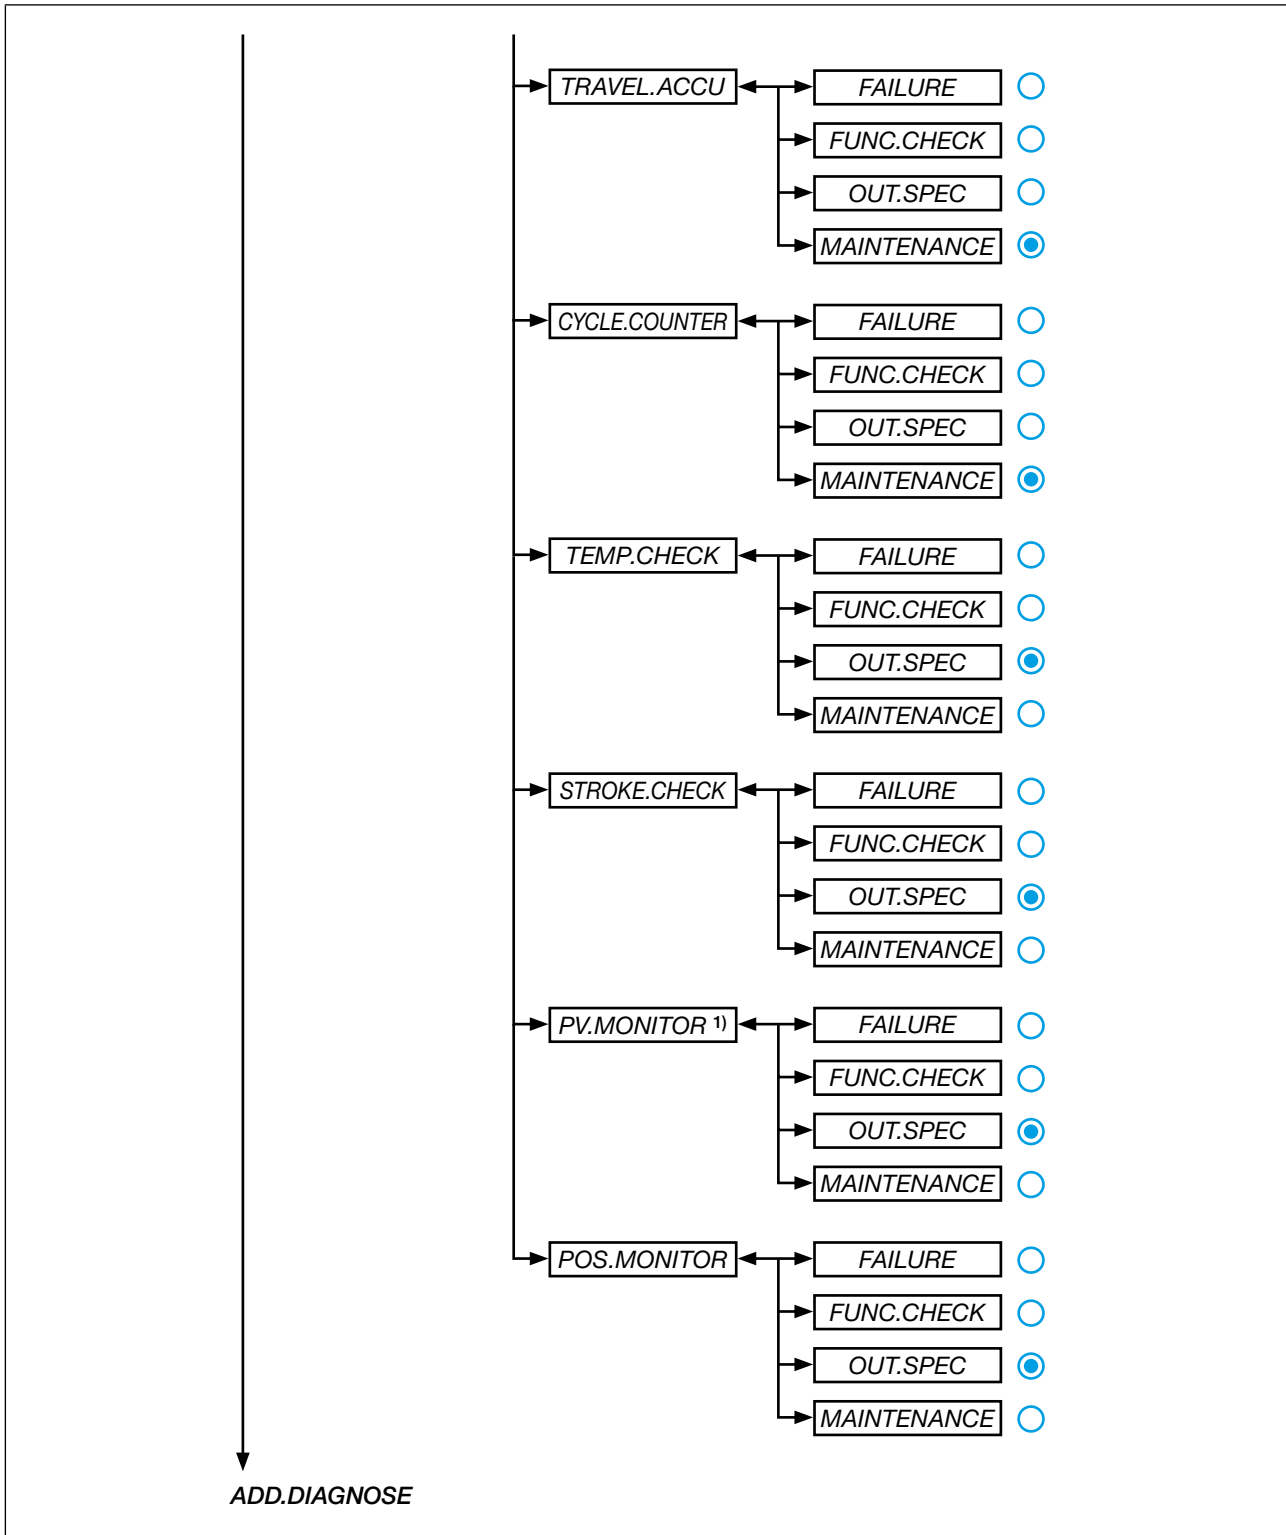 TRAVEL.ACCU FAILURE
FUNC.CHECK
OUT.SPEC
MAINTENANCE
CYCLE.COUNTER FAILURE
FUNC.CHECK
OUT.SPEC
MAINTENANCE
TEMP.CHECK FAILURE
FUNC.CHECK
OUT.SPEC
MAINTENANCE
STROKE.CHECK FAILURE
FUNC.CHECK
OUT.SPEC
MAINTENANCE
PV.MONITOR 1) FAILURE
FUNC.CHECK
OUT.SPEC
MAINTENANCE
POS.MONITOR FAILURE
FUNC.CHECK
OUT.SPEC
MAINTENANCE
ADD.DIAGNOSE